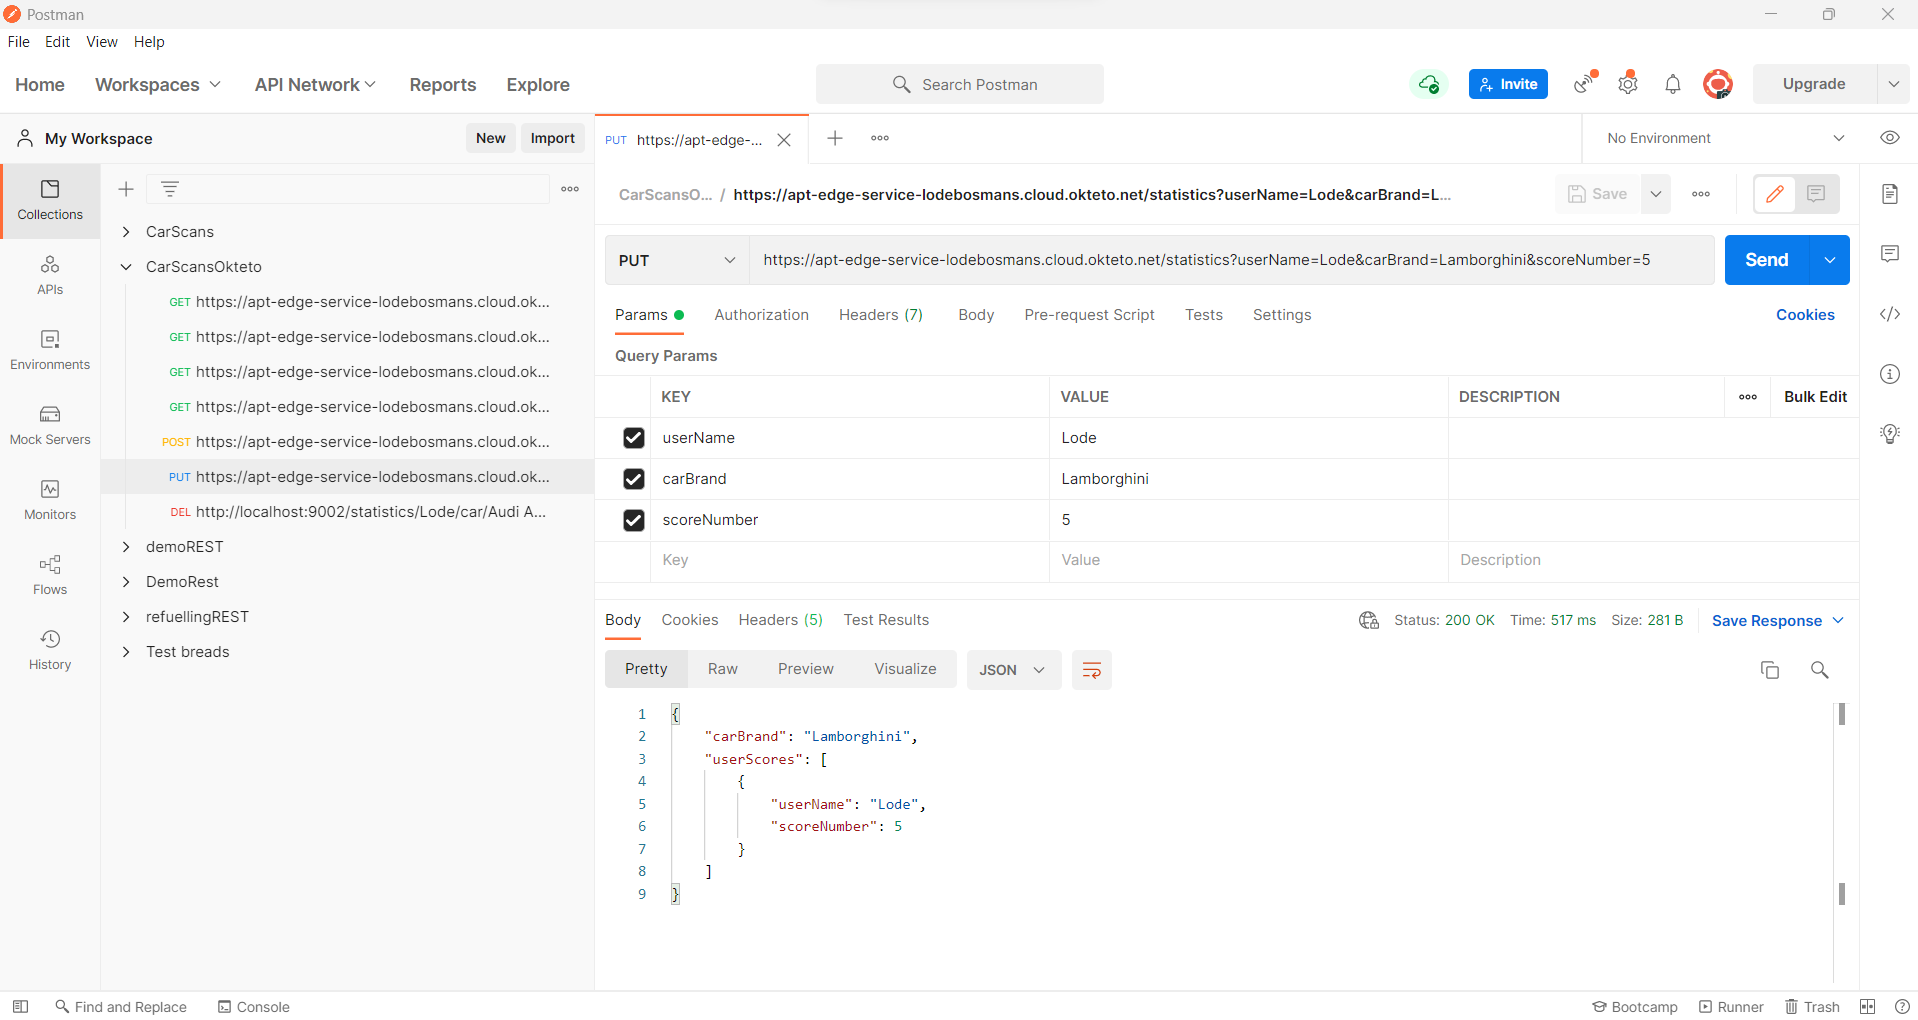 Postman
File Edit View Help
Home Workspaces API Network Reports Explore Search Postman Invite Upgrade
My Workspace New Import PUT https://apt-edge-... No Environment
Collections
APIs
Environments
Mock Servers
Monitors
Flows
History
CarScans
CarScansOkteto
GET https://apt-edge-service-lodebosmans.cloud.ok...
GET https://apt-edge-service-lodebosmans.cloud.ok...
GET https://apt-edge-service-lodebosmans.cloud.ok...
GET https://apt-edge-service-lodebosmans.cloud.ok...
POST https://apt-edge-service-lodebosmans.cloud.ok...
PUT https://apt-edge-service-lodebosmans.cloud.ok...
DEL http://localhost:9002/statistics/Lode/car/Audi A...
demoREST
DemoRest
refuellingREST
Test breads
CarScansO... / https://apt-edge-service-lodebosmans.cloud.okteto.net/statistics?userName=Lode&carBrand=L... Save
PUT https://apt-edge-service-lodebosmans.cloud.okteto.net/statistics?userName=Lode&carBrand=Lamborghini&scoreNumber=5 Send
Params Authorization Headers (7) Body Pre-request Script Tests Settings Cookies
Query Params
KEY VALUE DESCRIPTION Bulk Edit
userName Lode
carBrand Lamborghini
scoreNumber 5
Key Value Description
Body Cookies Headers (5) Test Results Status: 200 OK Time: 517 ms Size: 281 B Save Response
Pretty Raw Preview Visualize JSON
1 {
2 "carBrand": "Lamborghini",
3 "userScores": [
4 {
5 "userName": "Lode",
6 "scoreNumber": 5
7 }
8 ]
9 }
Find and Replace Console Bootcamp Runner Trash